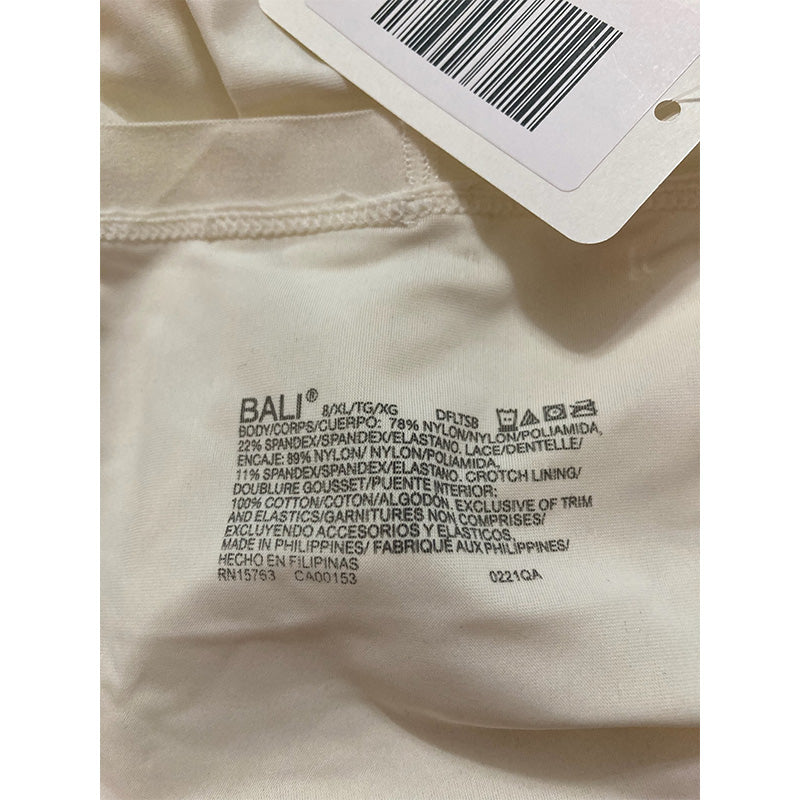 BALI® 8/XL/TG/XG DFLTSB
BODY/CORPS/CUERPO: 78% NYLON/NYLON/POLIAMIDA,
22% SPANDEX/SPANDEX/ELASTANO. LACE/DENTELLE/
ENCAJE: 89% NYLON/ NYLON/POLIAMIDA,
11% SPANDEX/SPANDEX/ELASTANO. CROTCH LINING/
DOUBLURE GOUSSET/PUENTE INTERIOR:
100% COTTON/COTON/ALGODÓN. EXCLUSIVE OF TRIM
AND ELASTICS/GARNITURES NON COMPRISES/
EXCLUYENDO ACCESORIOS Y ELÁSTICOS.
MADE IN PHILIPPINES/ FABRIQUE AUX PHILIPPINES/
HECHO EN FILIPINAS
RN15763 CA00153 0221QA